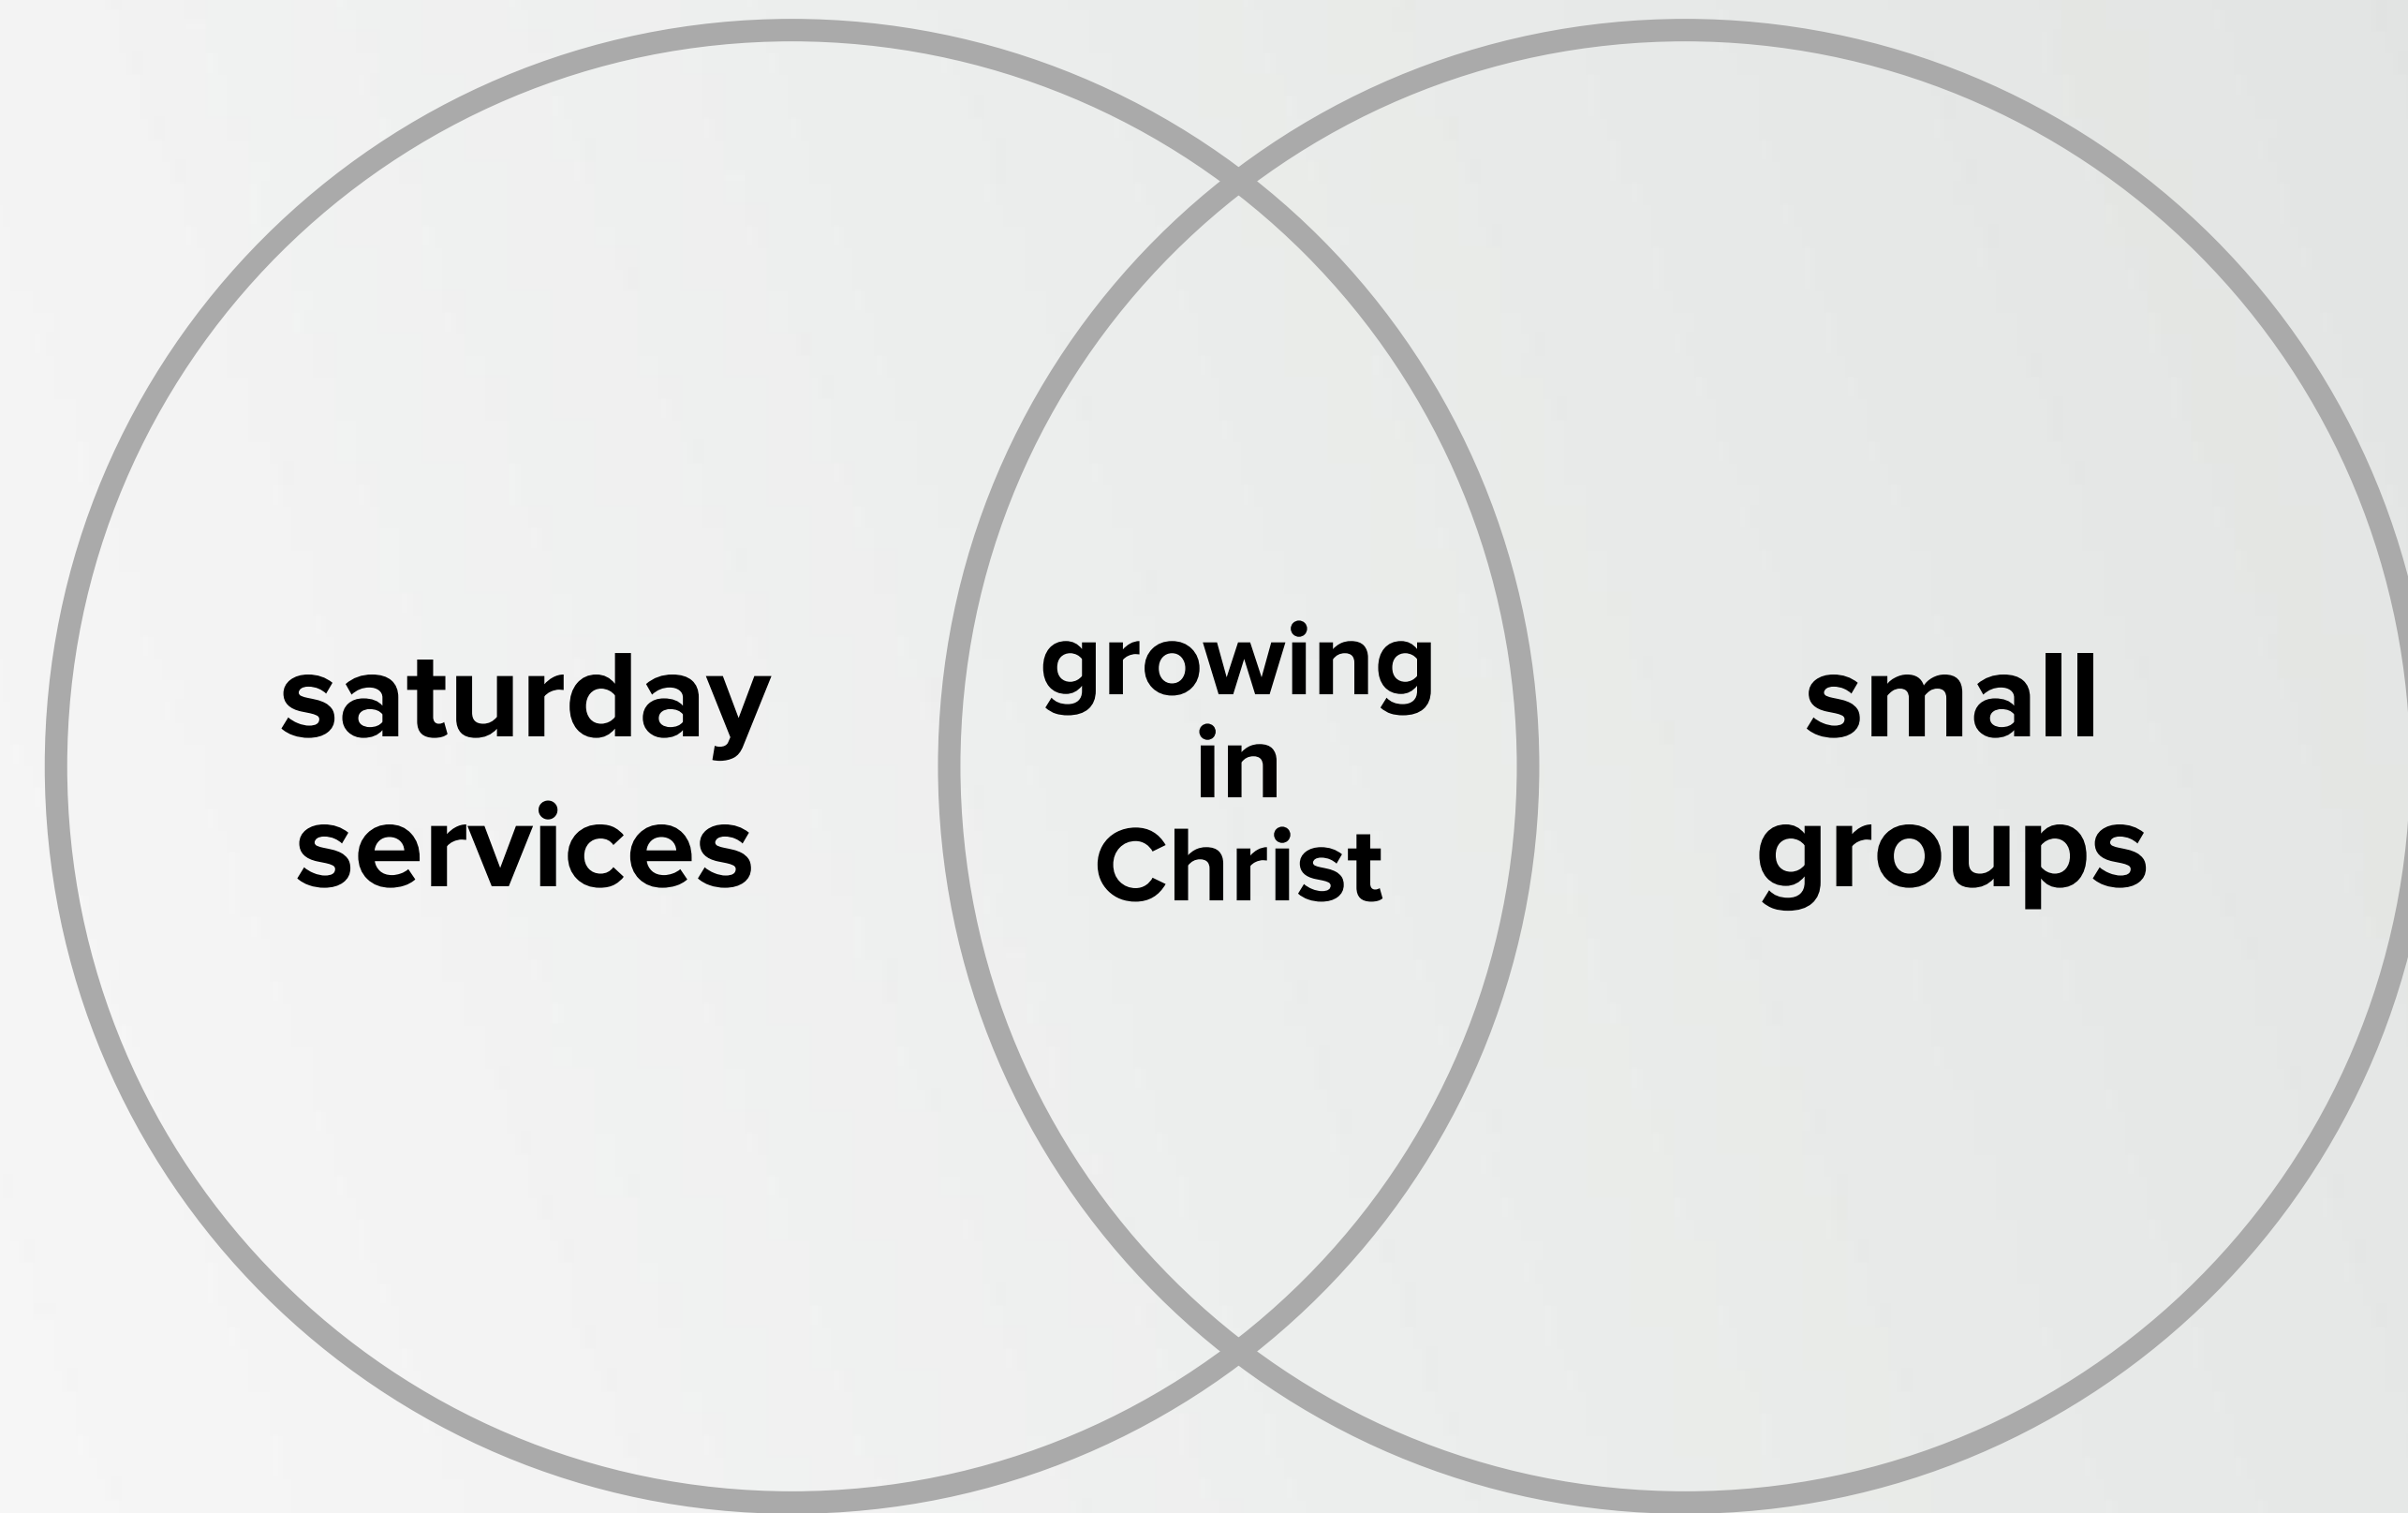 saturday
services
growing
in
Christ
small
groups